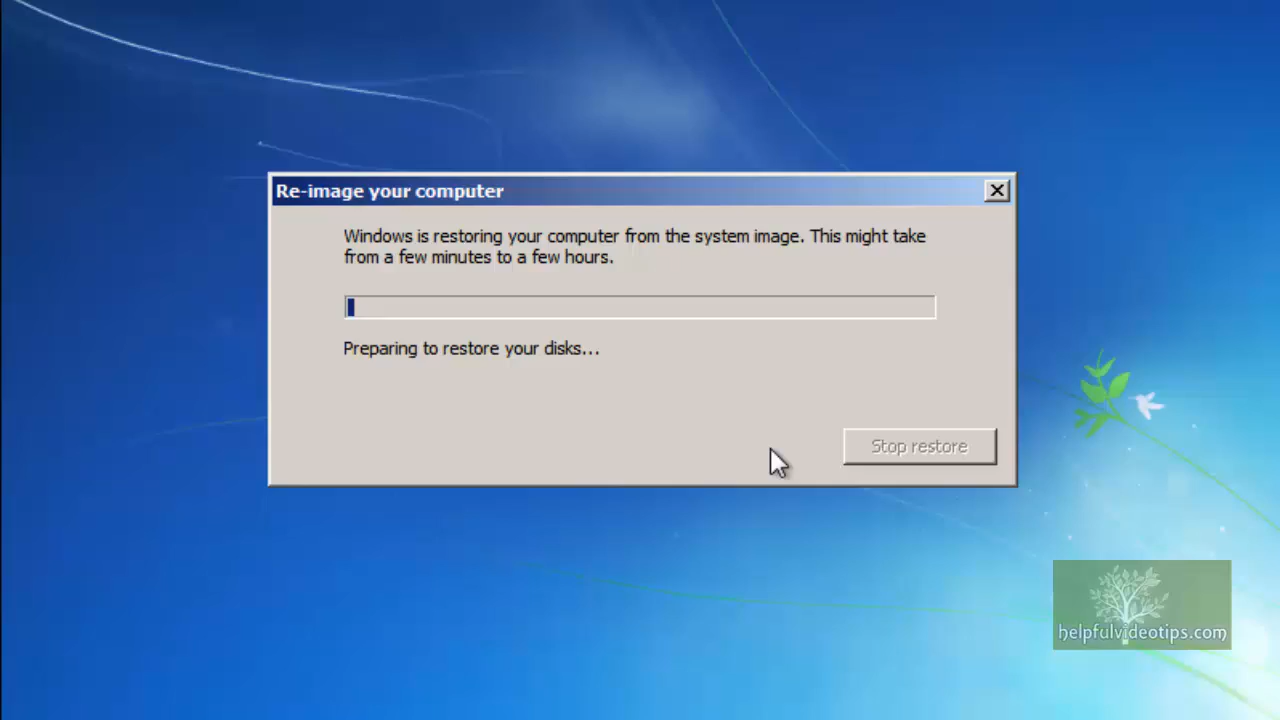 Re-image your computer
Windows is restoring your computer from the system image. This might take
from a few minutes to a few hours.
Preparing to restore your disks...
Stop restore
helpfulvideotips.com